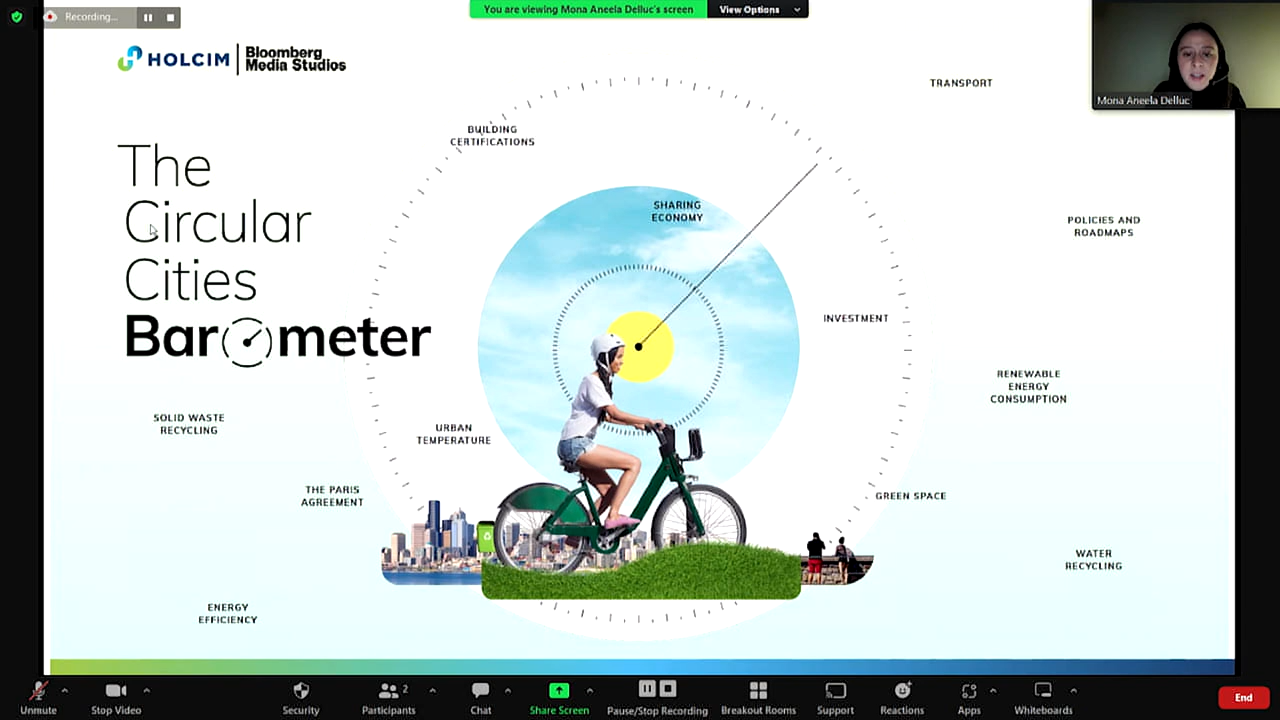 Recording...
You are viewing Mona Aneela Delluc's screen
View Options
Mona Aneela Delluc
HOLCIM
Bloomberg
Media Studios
The
Circular
Cities
Barometer
TRANSPORT
BUILDING
CERTIFICATIONS
SHARING
ECONOMY
POLICIES AND
ROADMAPS
INVESTMENT
RENEWABLE
ENERGY
CONSUMPTION
SOLID WASTE
RECYCLING
URBAN
TEMPERATURE
THE PARIS
AGREEMENT
GREEN SPACE
WATER
RECYCLING
ENERGY
EFFICIENCY
Unmute
Stop Video
Security
2
Participants
Chat
Share Screen
Pause/Stop Recording
Breakout Rooms
Support
Reactions
Apps
Whiteboards
End